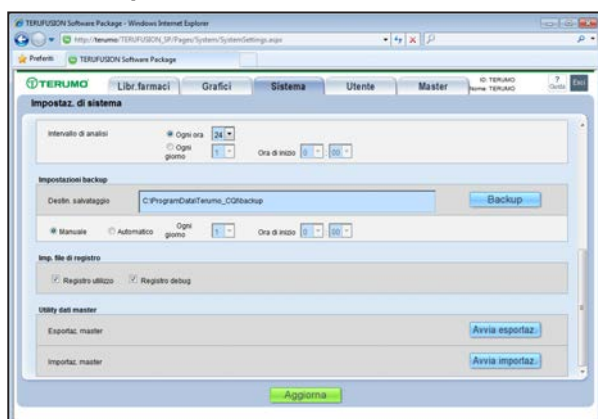 TERUFUSION Software Package - Windows Internet Explorer
http://terumo/TERUFUSION_SP/Pages/System/SystemSettings.aspx
Preferiti TERUFUSION Software Package
TERUMO Libr.farmaci Grafici Sistema Utente Master ID: TERUMO Nome: TERUMO ? Guida Esci
Impostaz. di sistema
Intervallo di analisi Ogni ora 24
Ogni giorno 1 Ora di inizio 0 : 00
Impostazioni backup
Destin. salvataggio C:\ProgramData\Terumo_CQI\backup Backup
Manuale Automatico Ogni giorno 1 Ora di inizio 0 : 00
Imp. file di registro
Registro utilizzo Registro debug
Utility dati master
Esportaz. master Avvia esportaz.
Importaz. master Avvia importaz.
Aggiorna